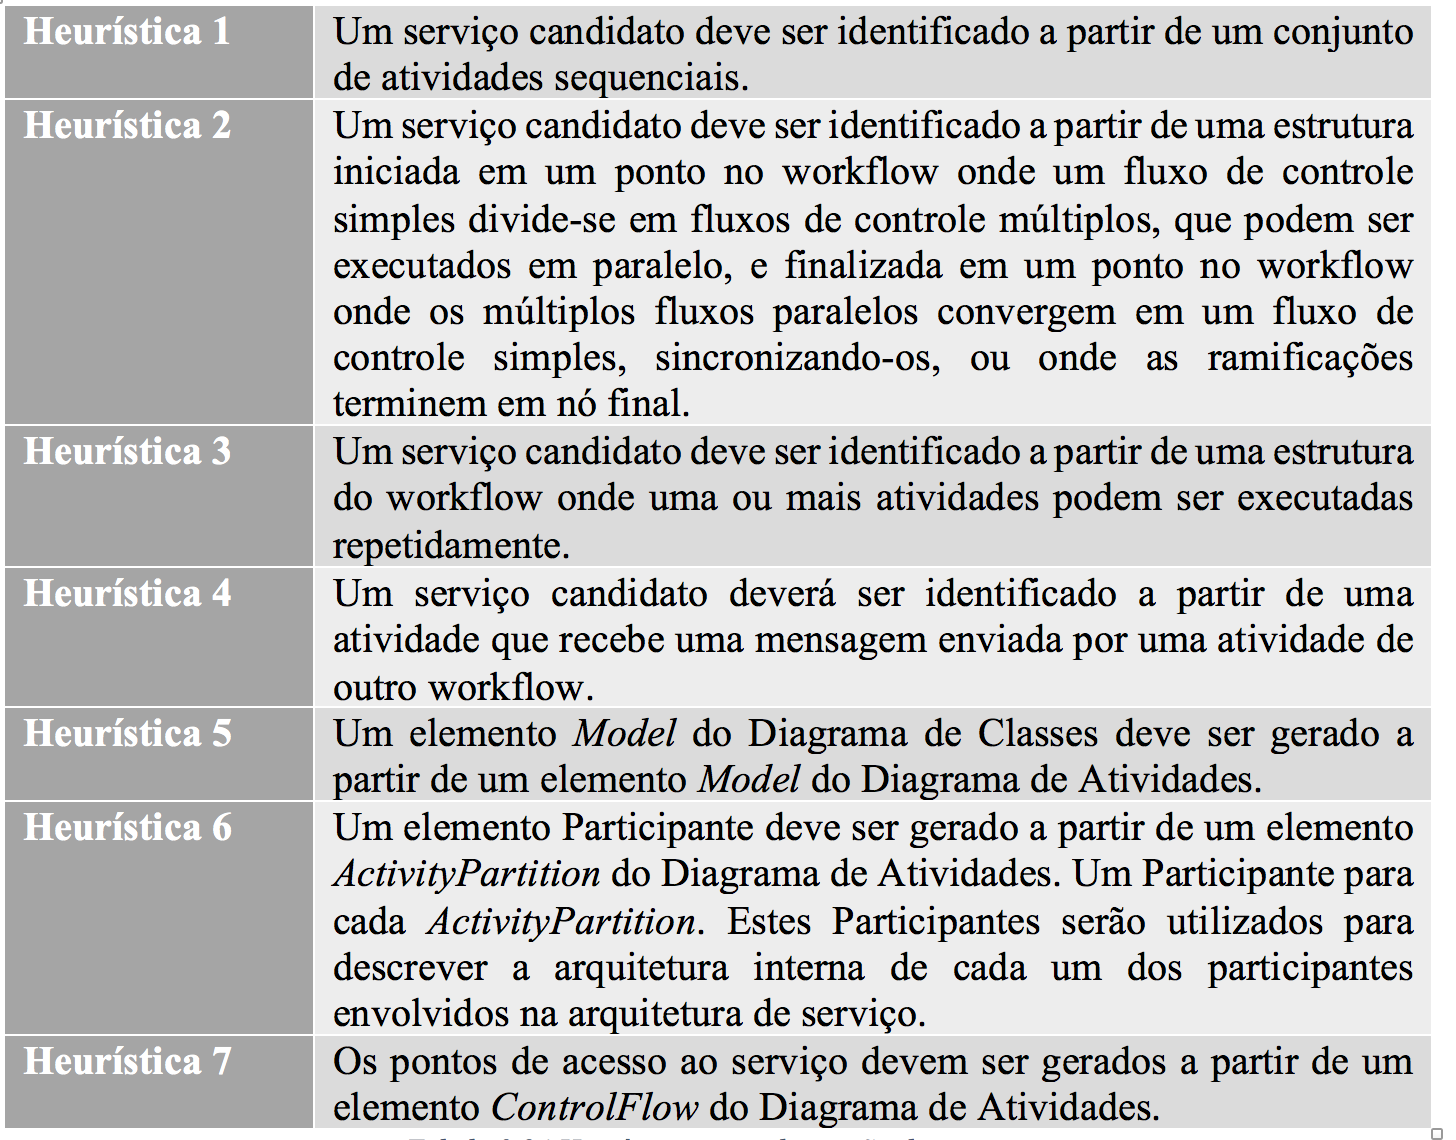 Heurística 1
Um serviço candidato deve ser identificado a partir de um conjunto
de atividades sequenciais.
Heurística 2
Um serviço candidato deve ser identificado a partir de uma estrutura
iniciada em um ponto no workflow onde um fluxo de controle
simples divide-se em fluxos de controle múltiplos, que podem ser
executados em paralelo, e finalizada em um ponto no workflow
onde os múltiplos fluxos paralelos convergem em um fluxo de
controle simples, sincronizando-os, ou onde as ramificações
terminem em nó final.
Heurística 3
Um serviço candidato deve ser identificado a partir de uma estrutura
do workflow onde uma ou mais atividades podem ser executadas
repetidamente.
Heurística 4
Um serviço candidato deverá ser identificado a partir de uma
atividade que recebe uma mensagem enviada por uma atividade de
outro workflow.
Heurística 5
Um elemento Model do Diagrama de Classes deve ser gerado a
partir de um elemento Model do Diagrama de Atividades.
Heurística 6
Um elemento Participante deve ser gerado a partir de um elemento
ActivityPartition do Diagrama de Atividades. Um Participante para
cada ActivityPartition. Estes Participantes serão utilizados para
descrever a arquitetura interna de cada um dos participantes
envolvidos na arquitetura de serviço.
Heurística 7
Os pontos de acesso ao serviço devem ser gerados a partir de um
elemento ControlFlow do Diagrama de Atividades.